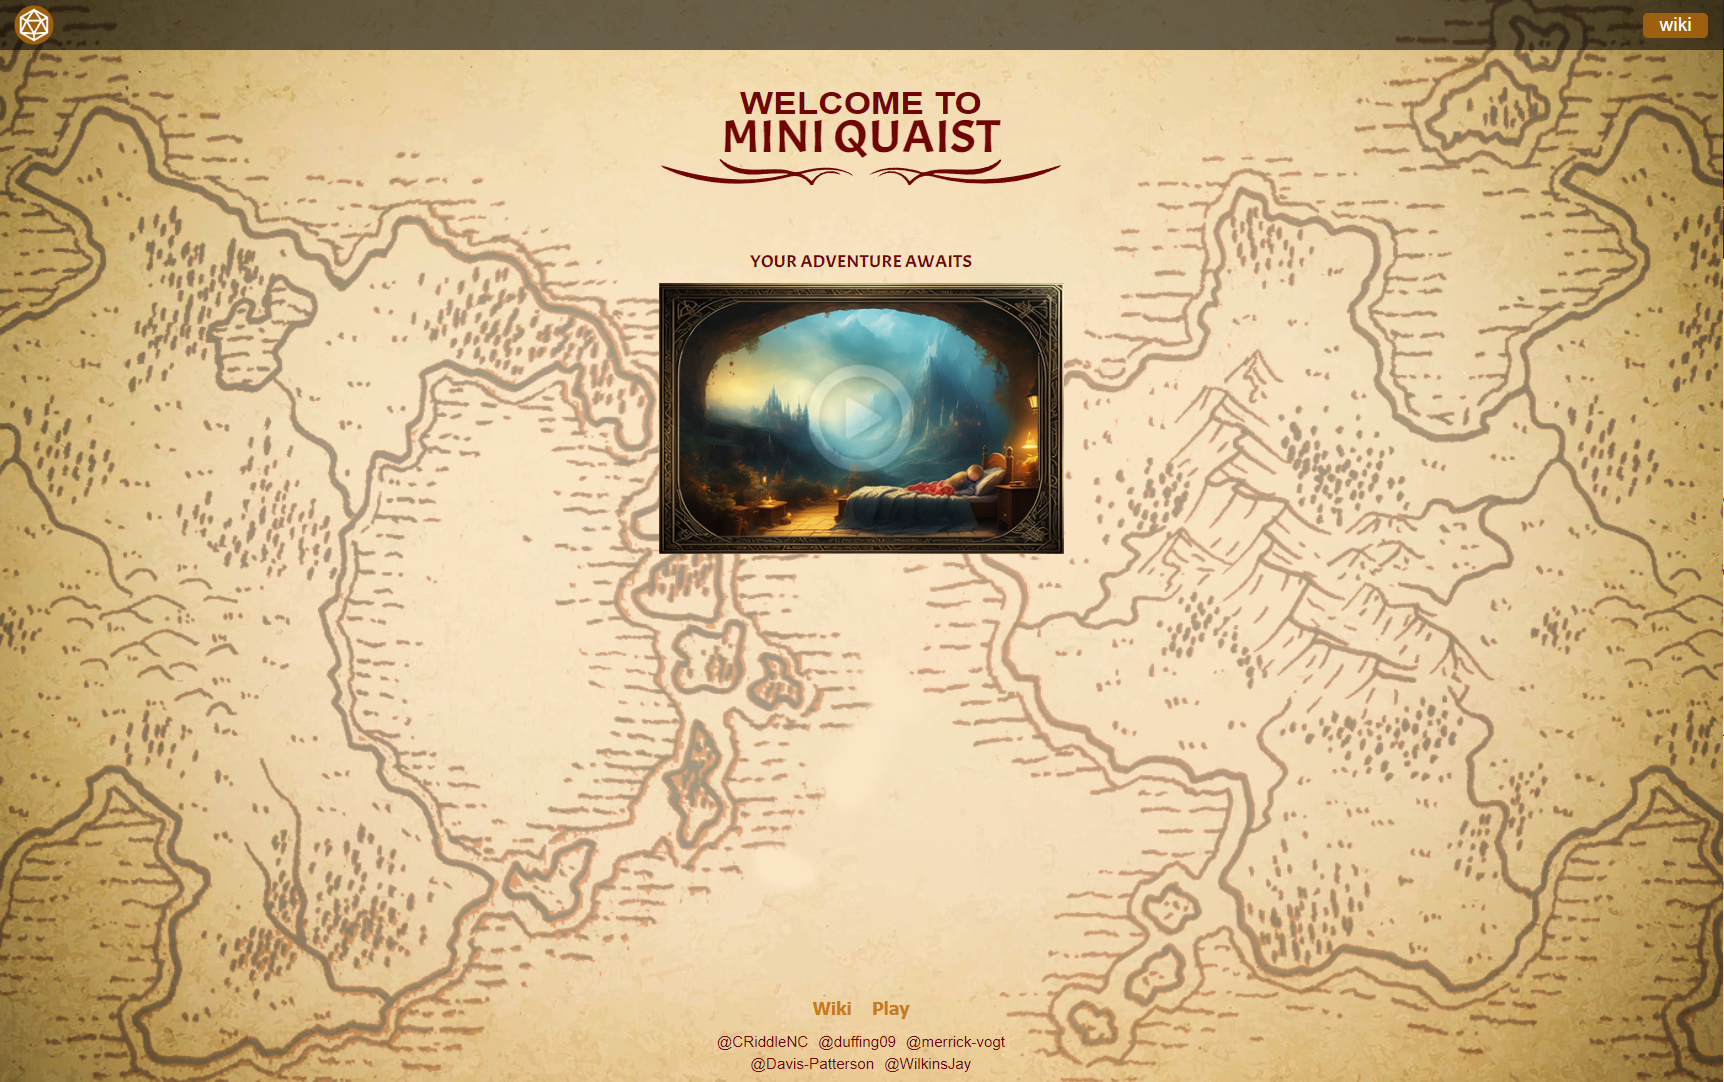 wiki
WELCOME TO
MINI QUAIST
YOUR ADVENTURE AWAITS
Wiki Play
@CRiddleNC @duffing09 @merrick-vogt
@Davis-Patterson @WilkinsJay